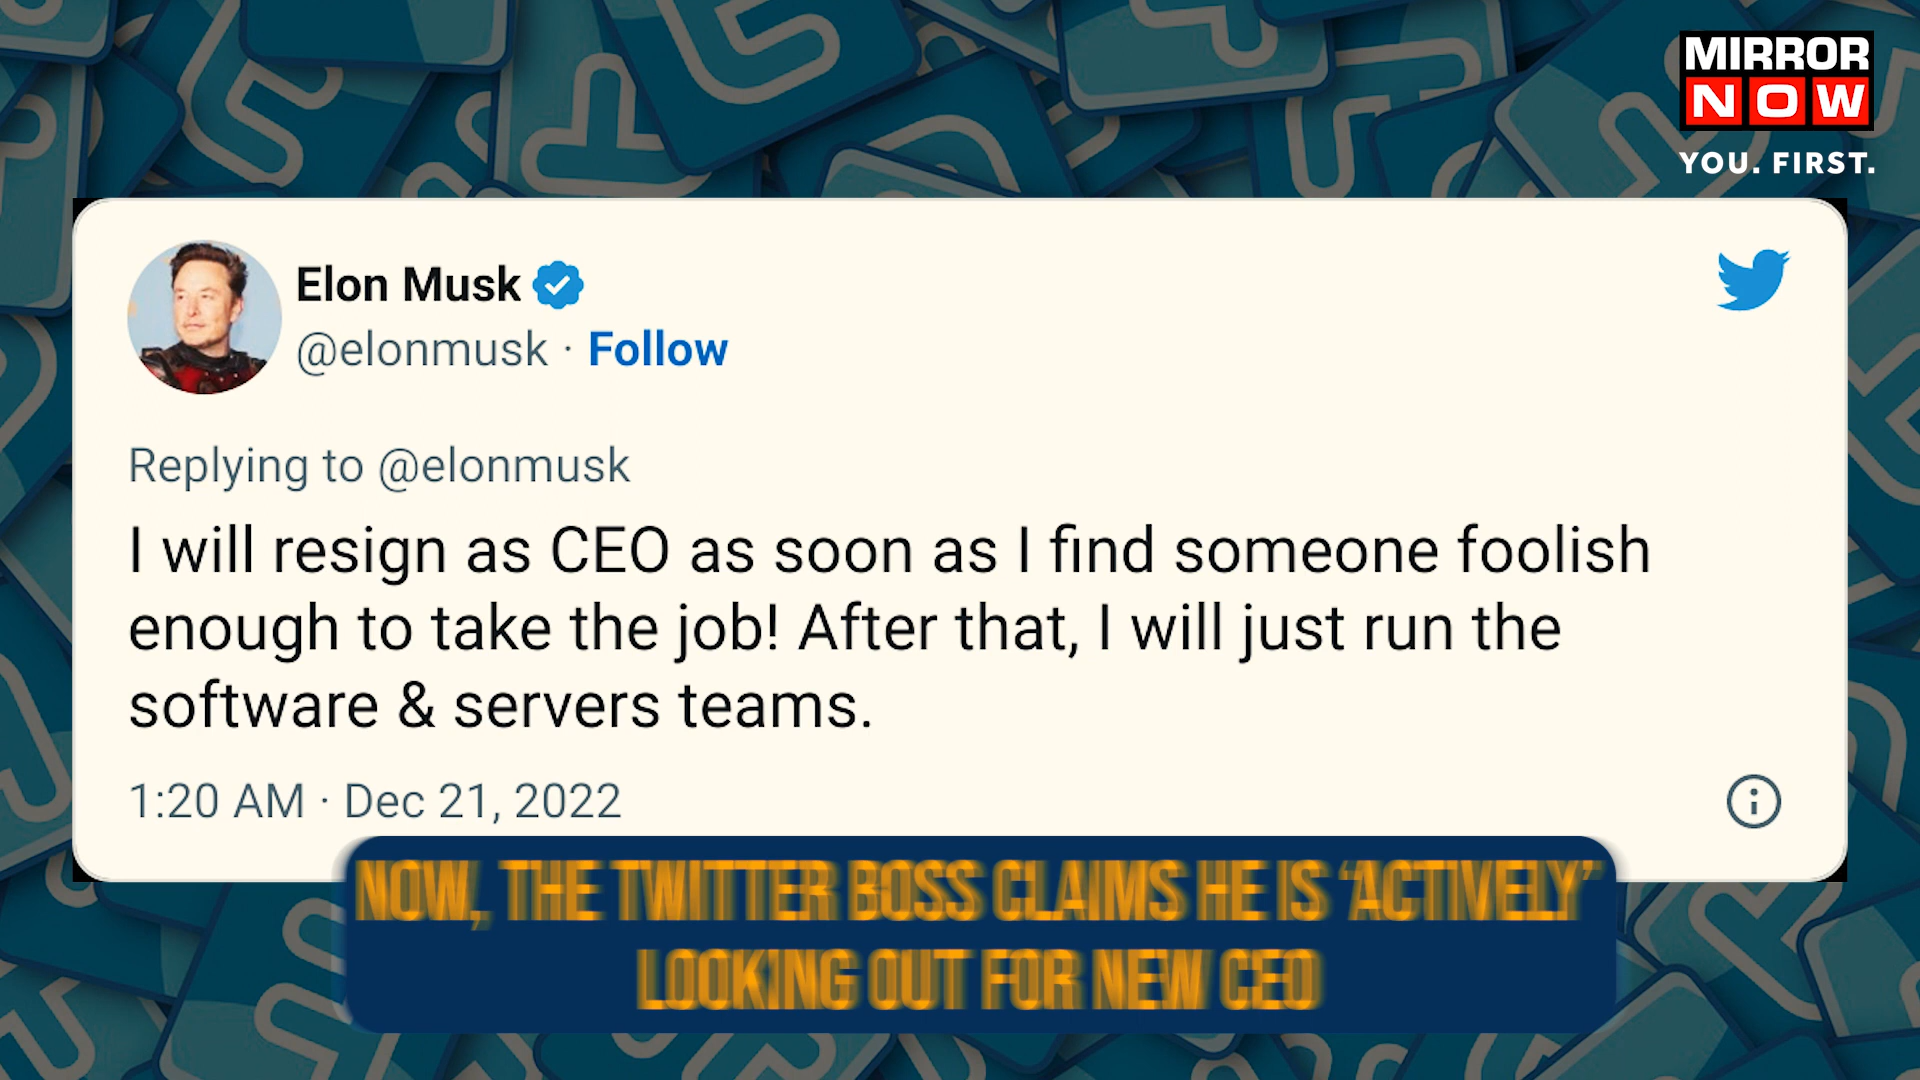 MIRROR
NOW
YOU. FIRST.
Elon Musk
@elonmusk · Follow
Replying to @elonmusk
I will resign as CEO as soon as I find someone foolish
enough to take the job! After that, I will just run the
software & servers teams.
1:20 AM · Dec 21, 2022
NOW, THE TWITTER BOSS CLAIMS HE IS ‘ACTIVELY’
LOOKING OUT FOR NEW CEO